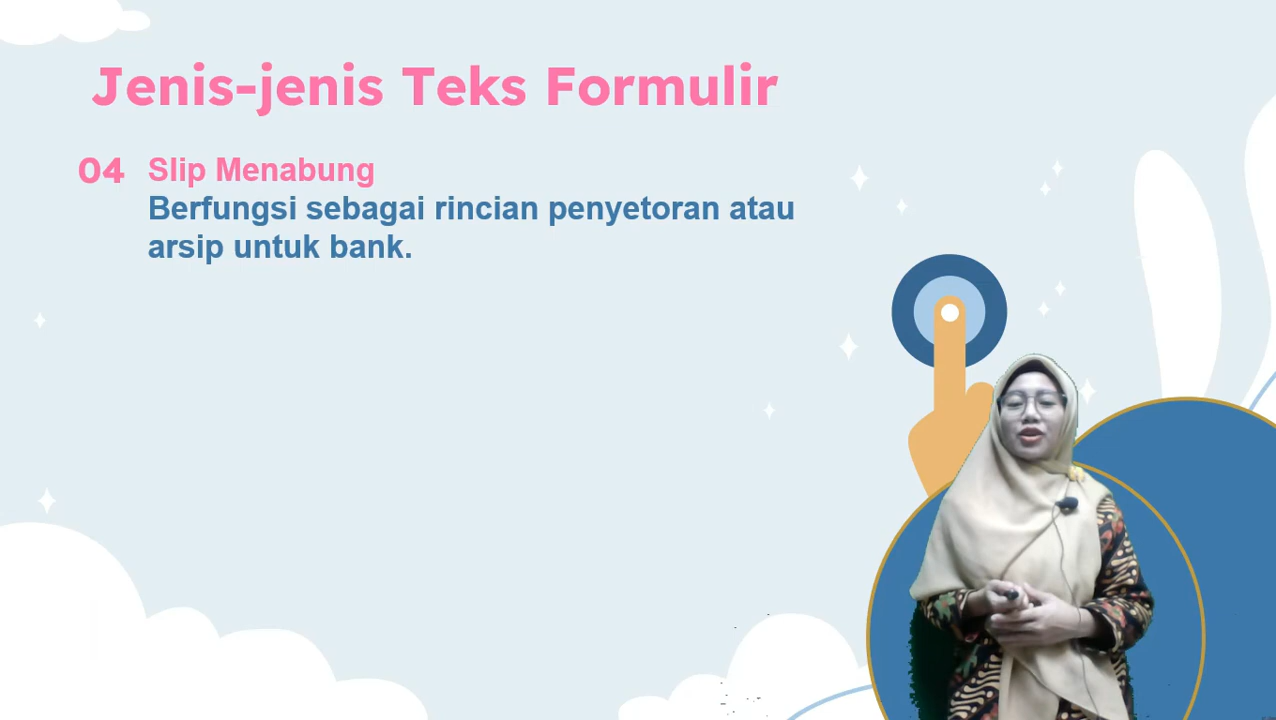 Jenis-jenis Teks Formulir
04 Slip Menabung
Berfungsi sebagai rincian penyetoran atau
arsip untuk bank.